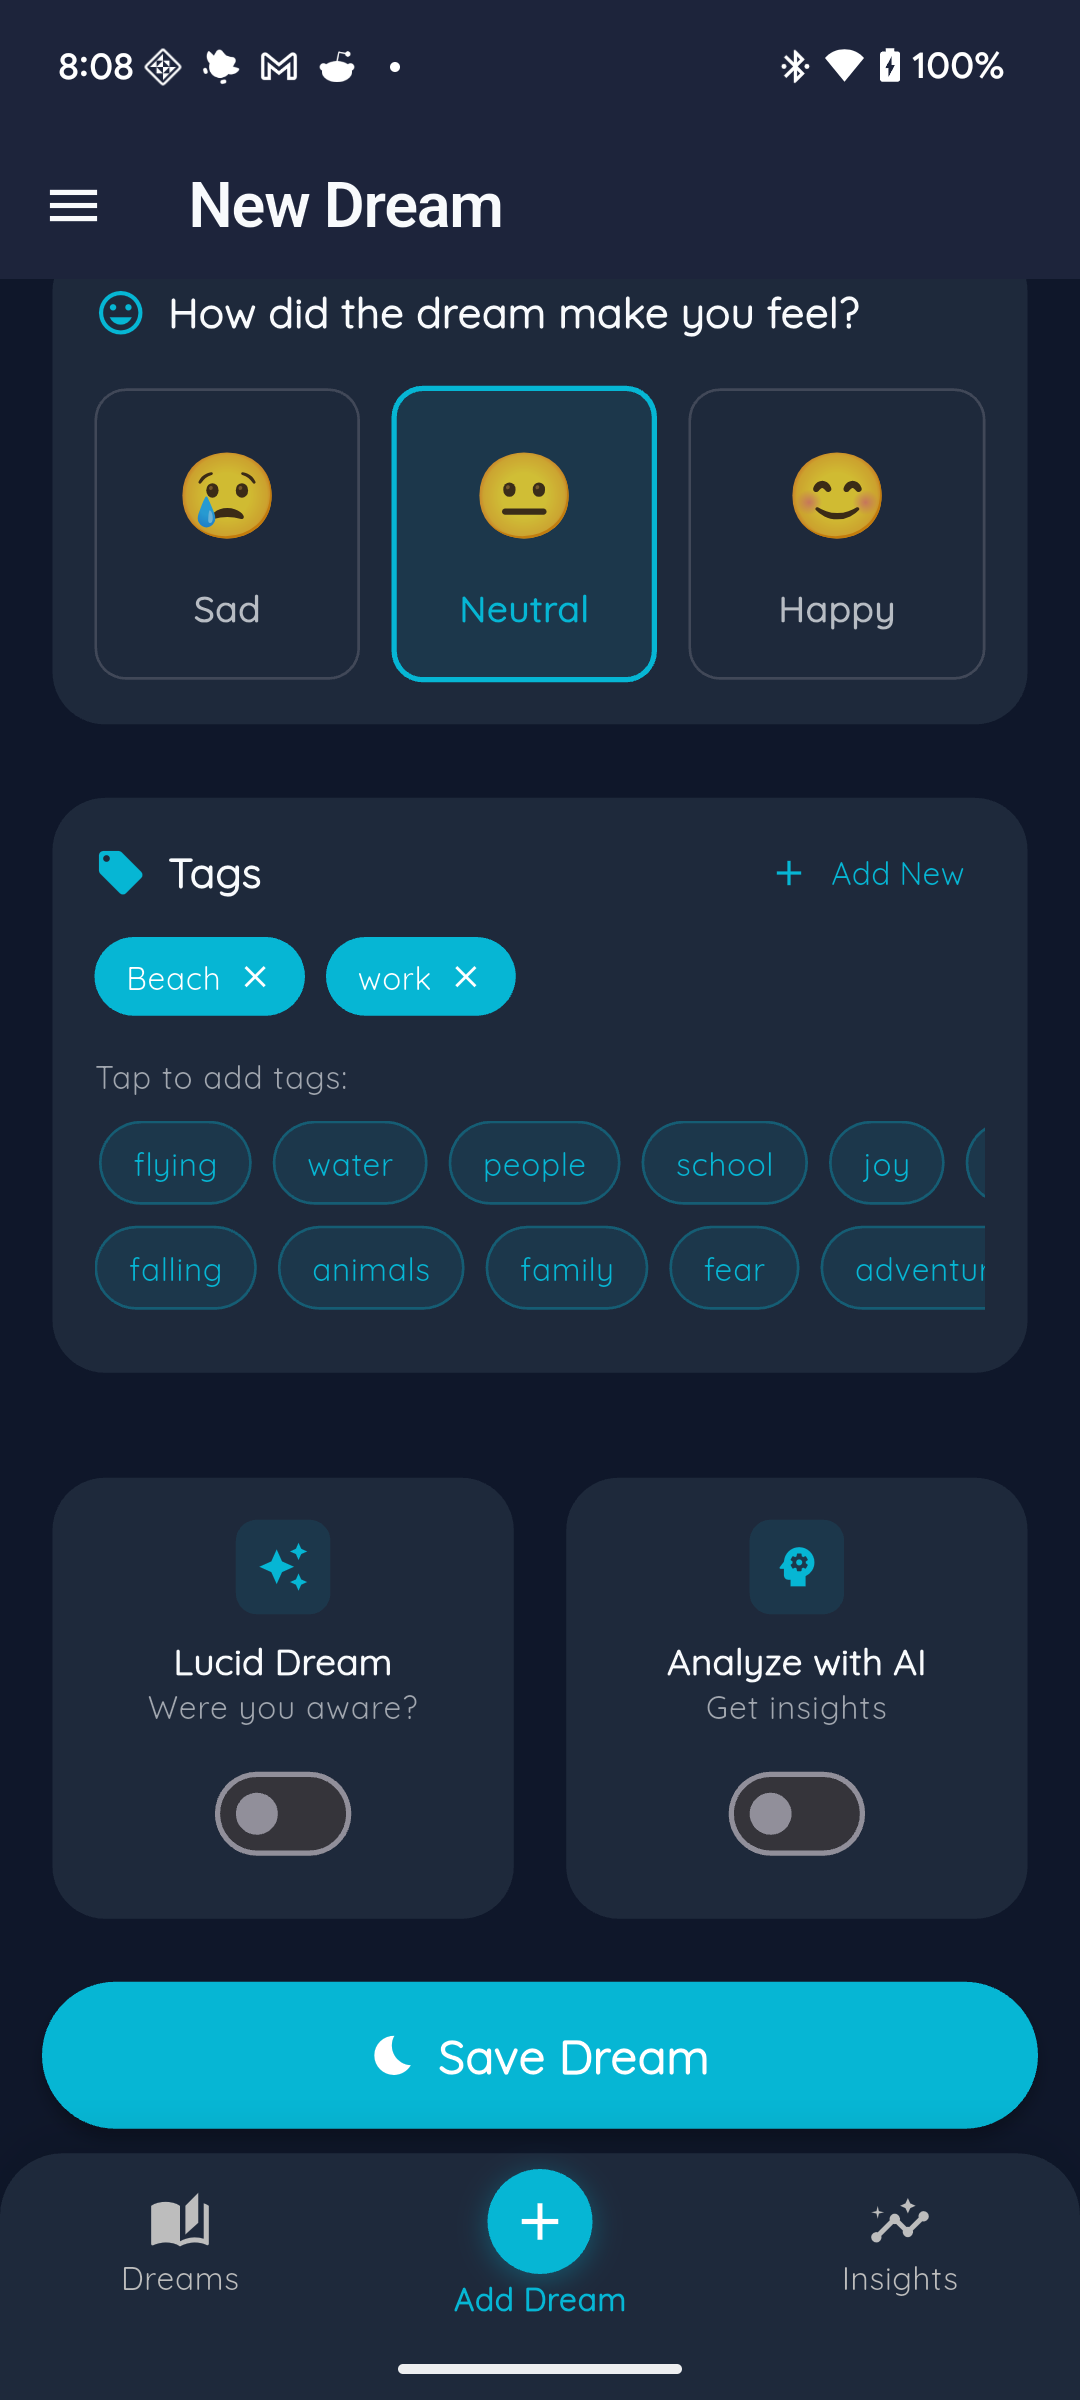 8:08
100%
New Dream
How did the dream make you feel?
Sad
Neutral
Happy
Tags
Add New
Beach
work
Tap to add tags:
flying
water
people
school
joy
falling
animals
family
fear
adventur
Lucid Dream
Were you aware?
Analyze with AI
Get insights
Save Dream
Dreams
Add Dream
Insights